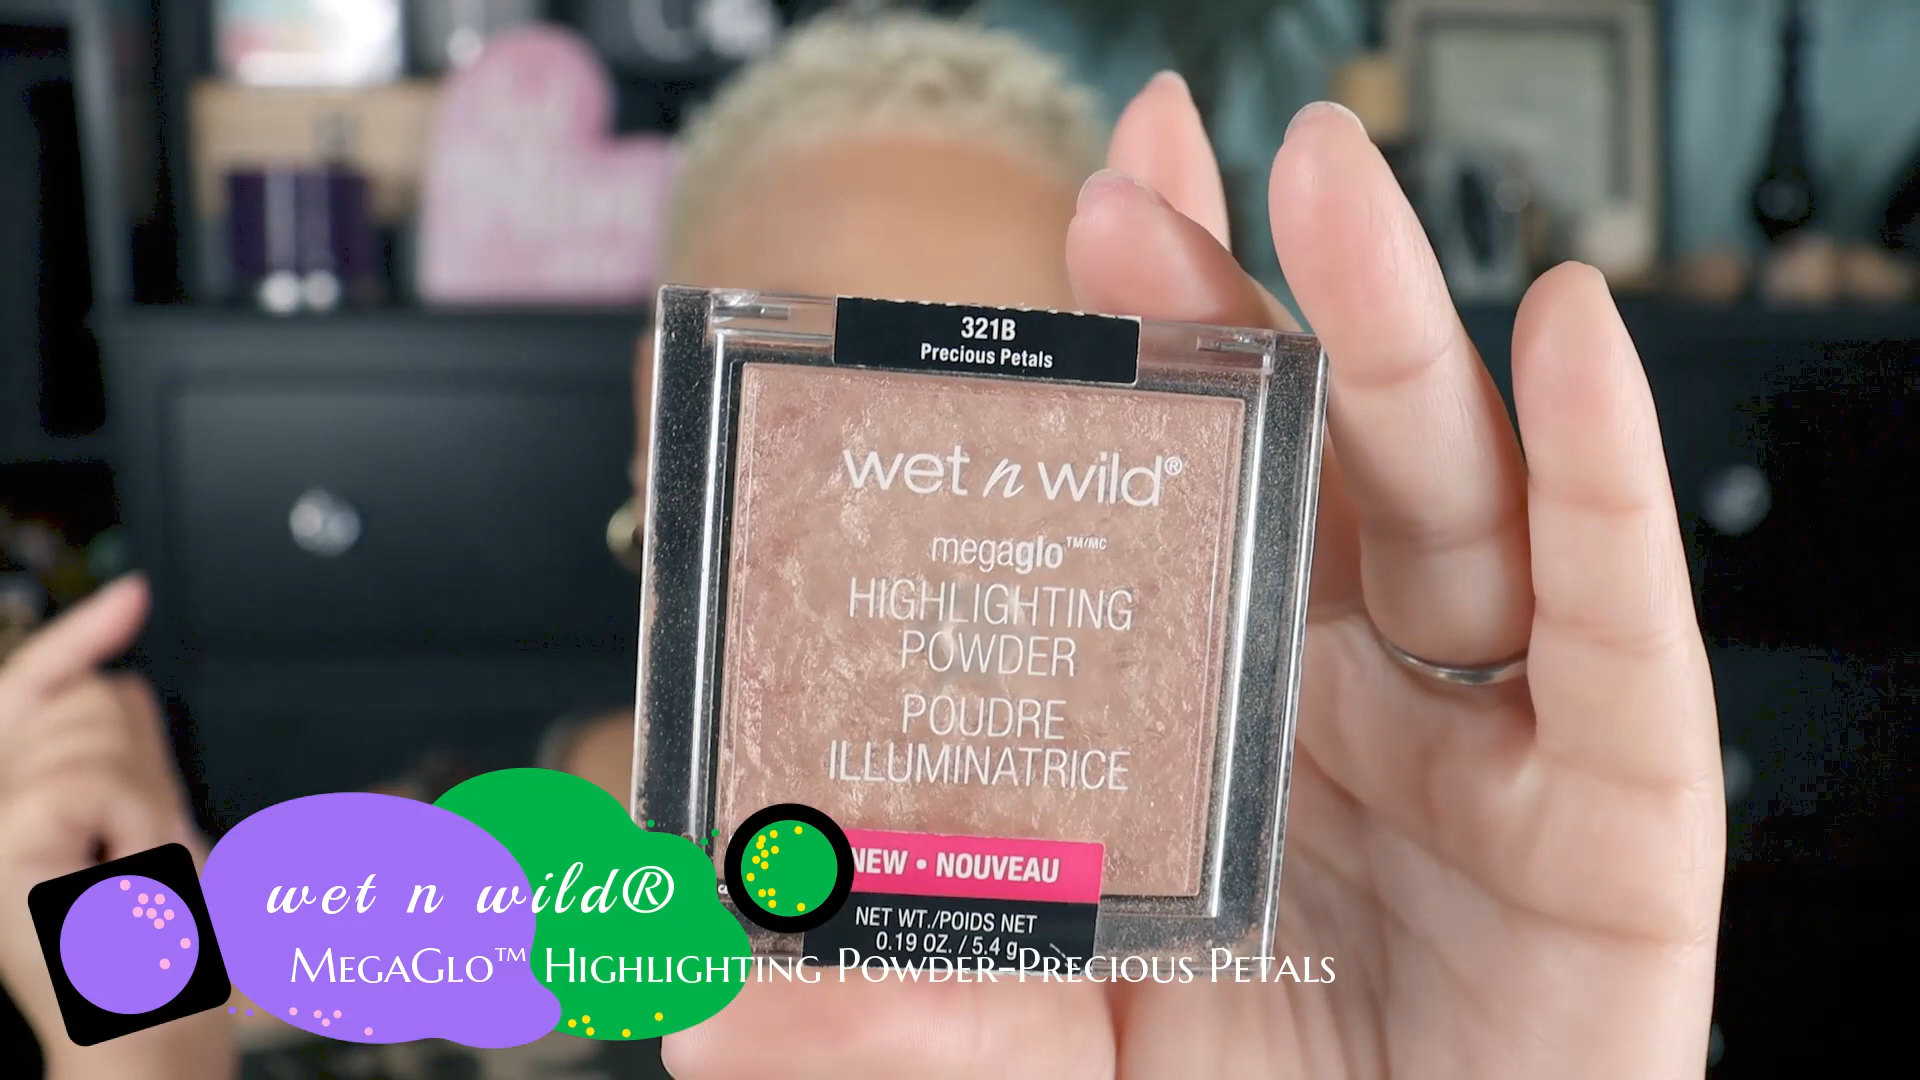 321B
Precious Petals
wet n wild®
megaglo™/MC
HIGHLIGHTING
POWDER
POUDRE
ILLUMINATRICE
NEW • NOUVEAU
NET WT./POIDS NET
0.19 OZ. / 5.4 g
wet n wild®
MegaGlo™ Highlighting Powder-Precious Petals